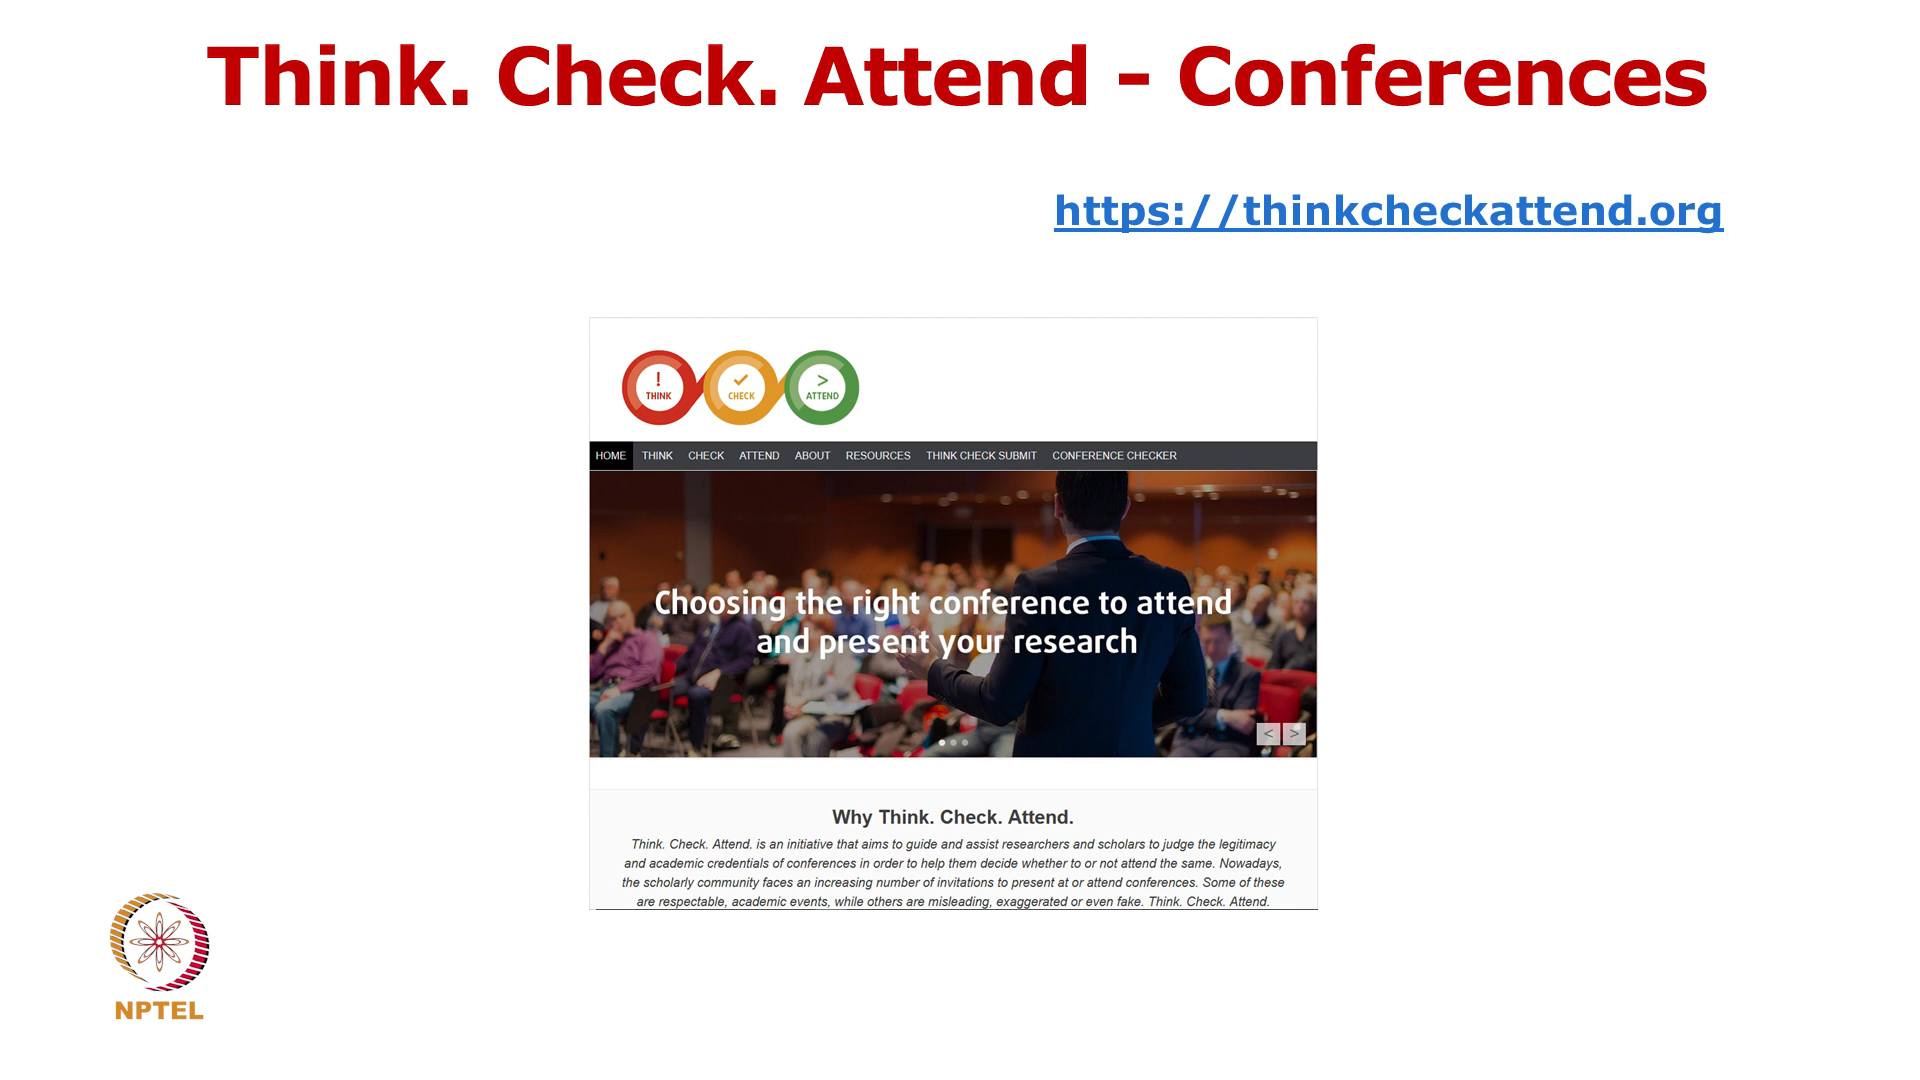 Think. Check. Attend - Conferences
https://thinkcheckattend.org
! ✓ >
THINK CHECK ATTEND
HOME THINK CHECK ATTEND ABOUT RESOURCES THINK CHECK SUBMIT CONFERENCE CHECKER
Choosing the right conference to attend
and present your research
< >
Why Think. Check. Attend.
Think. Check. Attend. is an initiative that aims to guide and assist researchers and scholars to judge the legitimacy
and academic credentials of conferences in order to help them decide whether to or not attend the same. Nowadays,
the scholarly community faces an increasing number of invitations to present at or attend conferences. Some of these
are respectable, academic events, while others are misleading, exaggerated or even fake. Think. Check. Attend.
NPTEL